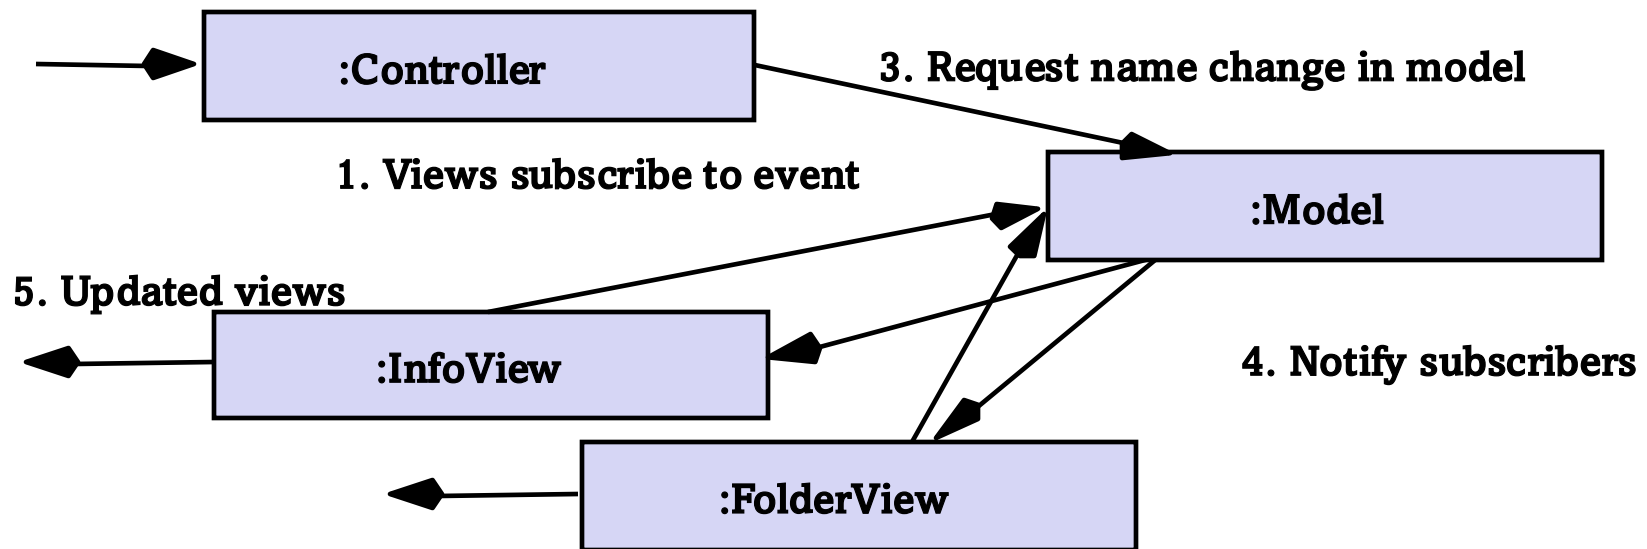 :Controller
3. Request name change in model
1. Views subscribe to event
:Model
5. Updated views
:InfoView
4. Notify subscribers
:FolderView